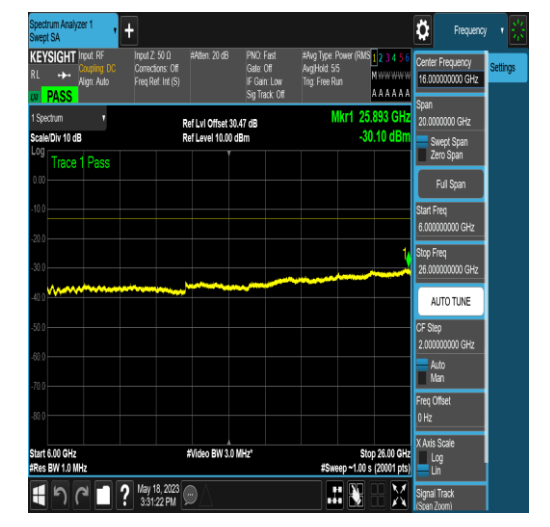 Spectrum Analyzer 1
Swept SA
Frequency
KEYSIGHT
RL
PASS
Input: RF
Coupling: DC
Align: Auto
Input Z: 50 Ω
Corrections: Off
Freq Ref: Int (S)
#Atten: 20 dB
PNO: Fast
Gate: Off
IF Gain: Low
Sig Track: Off
#Avg Type: Power (RMS
Avg|Hold: 5/5
Trig: Free Run
1 2 3 4 5 6
M W W W W W
A A A A A A
1 Spectrum
Scale/Div 10 dB
Ref Lvl Offset 30.47 dB
Ref Level 10.00 dBm
Mkr1 25.893 GHz
-30.10 dBm
Log
Trace 1 Pass
0.00
-10.0
-20.0
1
-30.0
-40.0
-50.0
-60.0
-70.0
-80.0
Start 6.00 GHz
#Res BW 1.0 MHz
#Video BW 3.0 MHz*
Stop 26.00 GHz
#Sweep ~1.00 s (20001 pts)
May 18, 2023
3:31:22 PM
?
Center Frequency
16.000000000 GHz
Settings
Span
20.0000000 GHz
Swept Span
Zero Span
Full Span
Start Freq
6.000000000 GHz
Stop Freq
26.000000000 GHz
AUTO TUNE
CF Step
2.000000000 GHz
Auto
Man
Freq Offset
0 Hz
X Axis Scale
Log
Lin
Signal Track
(Span Zoom)